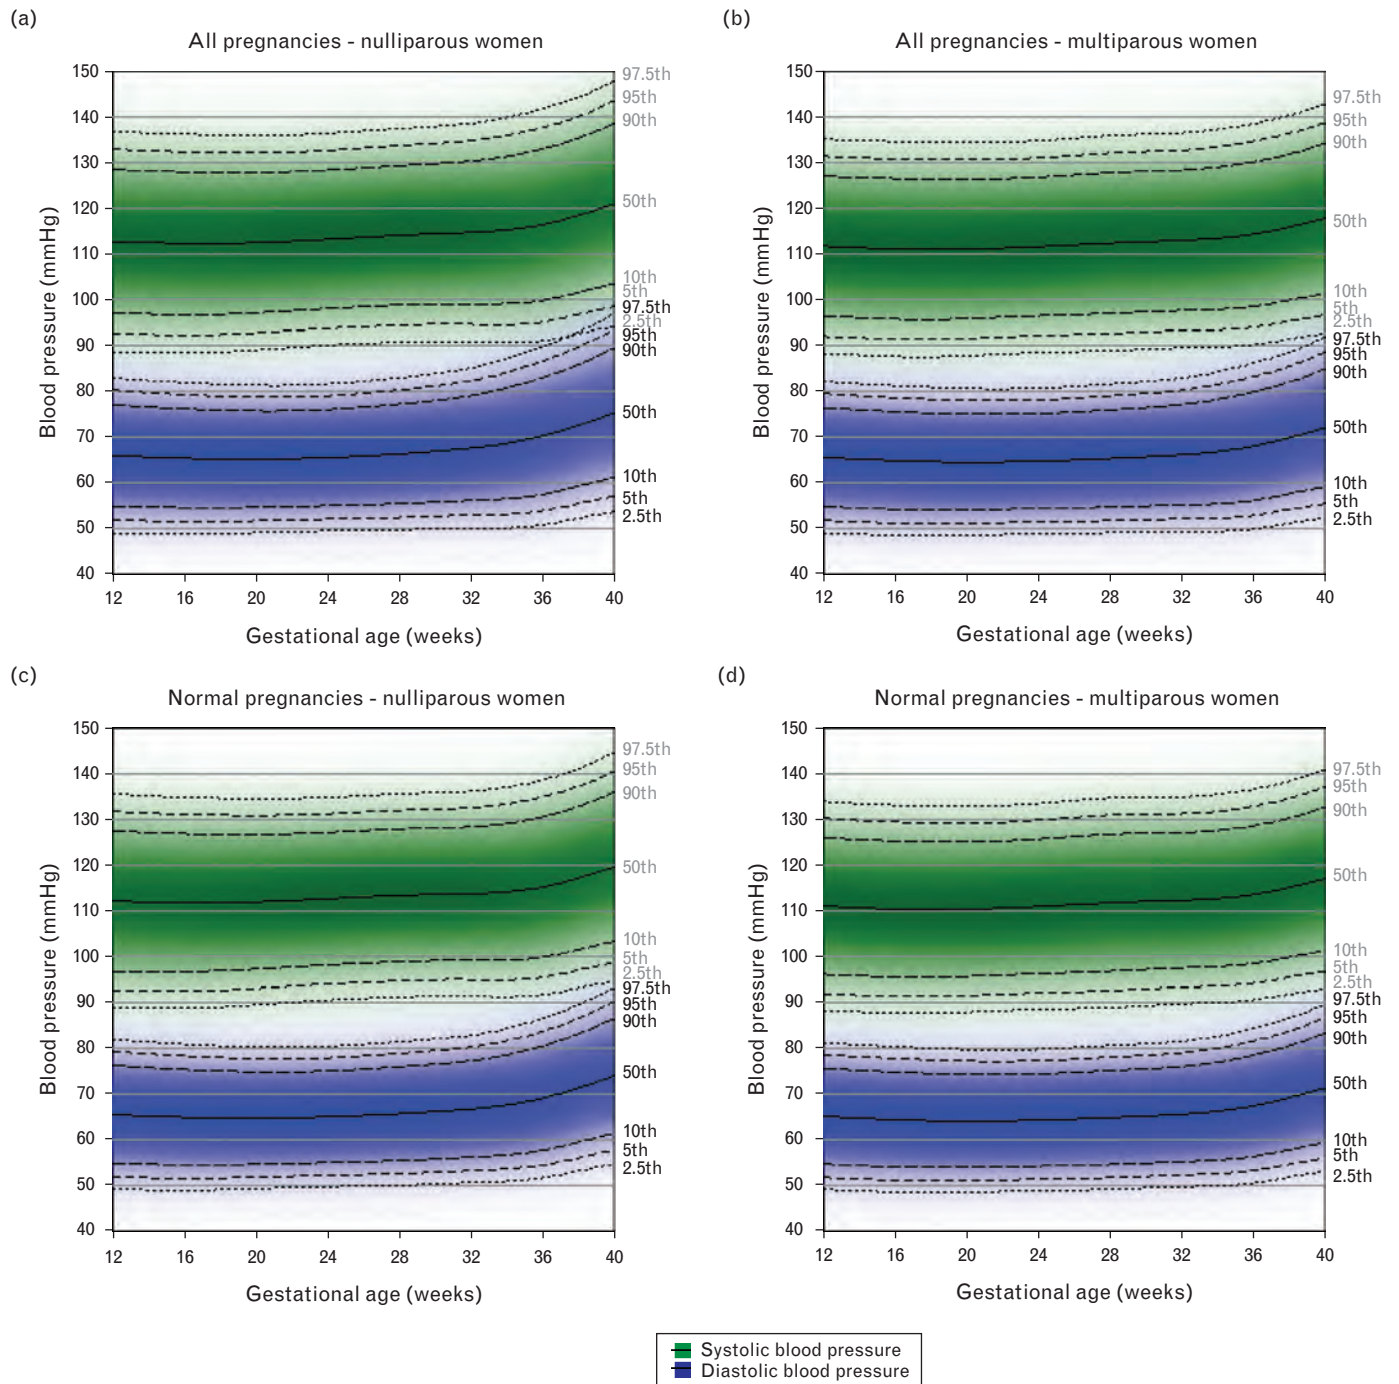 (a)
All pregnancies - nulliparous women
Blood pressure (mmHg)
150
140
130
120
110
100
90
80
70
60
50
40
97.5th
95th
90th
50th
10th
5th
97.5th
2.5th
95th
90th
50th
10th
5th
2.5th
12 16 20 24 28 32 36 40
Gestational age (weeks)
(b)
All pregnancies - multiparous women
Blood pressure (mmHg)
150
140
130
120
110
100
90
80
70
60
50
40
97.5th
95th
90th
50th
10th
5th
2.5th
97.5th
95th
90th
50th
10th
5th
2.5th
12 16 20 24 28 32 36 40
Gestational age (weeks)
(c)
Normal pregnancies - nulliparous women
Blood pressure (mmHg)
150
140
130
120
110
100
90
80
70
60
50
40
97.5th
95th
90th
50th
10th
5th
2.5th
97.5th
95th
90th
50th
10th
5th
2.5th
12 16 20 24 28 32 36 40
Gestational age (weeks)
(d)
Normal pregnancies - multiparous women
Blood pressure (mmHg)
150
140
130
120
110
100
90
80
70
60
50
40
97.5th
95th
90th
50th
10th
5th
2.5th
97.5th
95th
90th
50th
10th
5th
2.5th
12 16 20 24 28 32 36 40
Gestational age (weeks)
Systolic blood pressure
Diastolic blood pressure